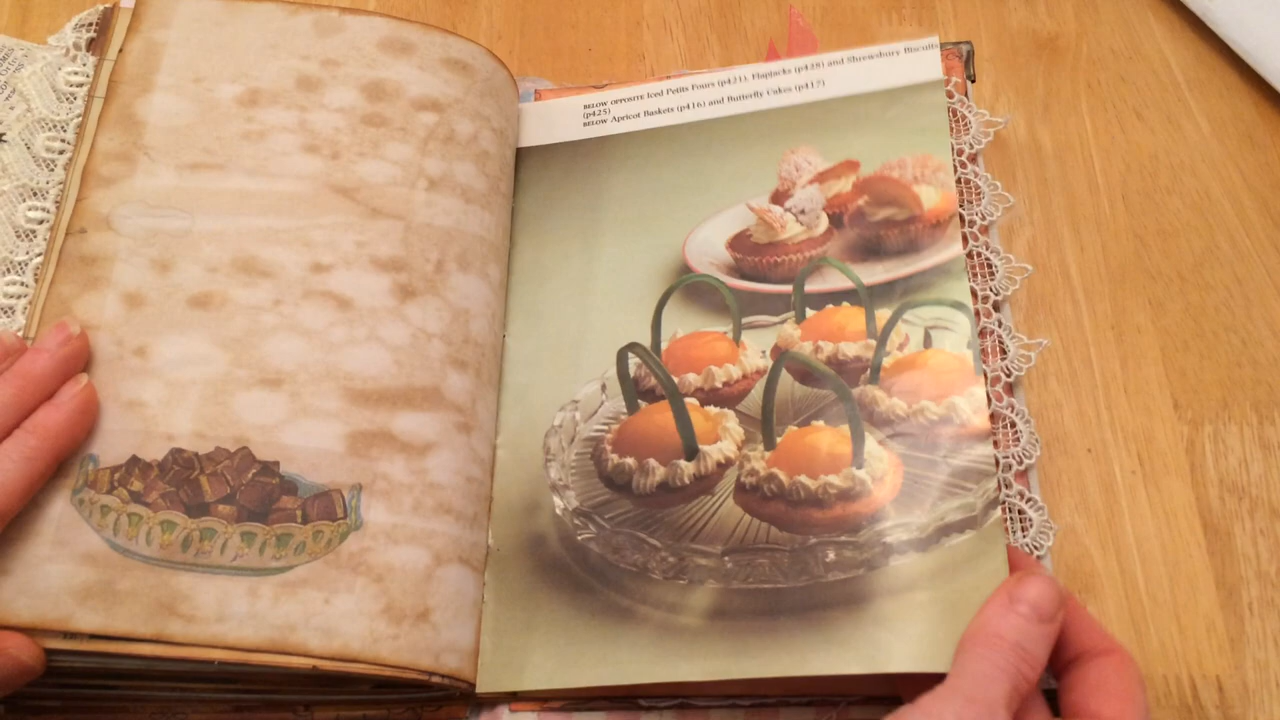 BELOW OPPOSITE Iced Petits Fours (p421), Flapjacks (p428) and Shrewsbury Biscuits
(p425)
BELOW Apricot Baskets (p416) and Butterfly Cakes (p417)